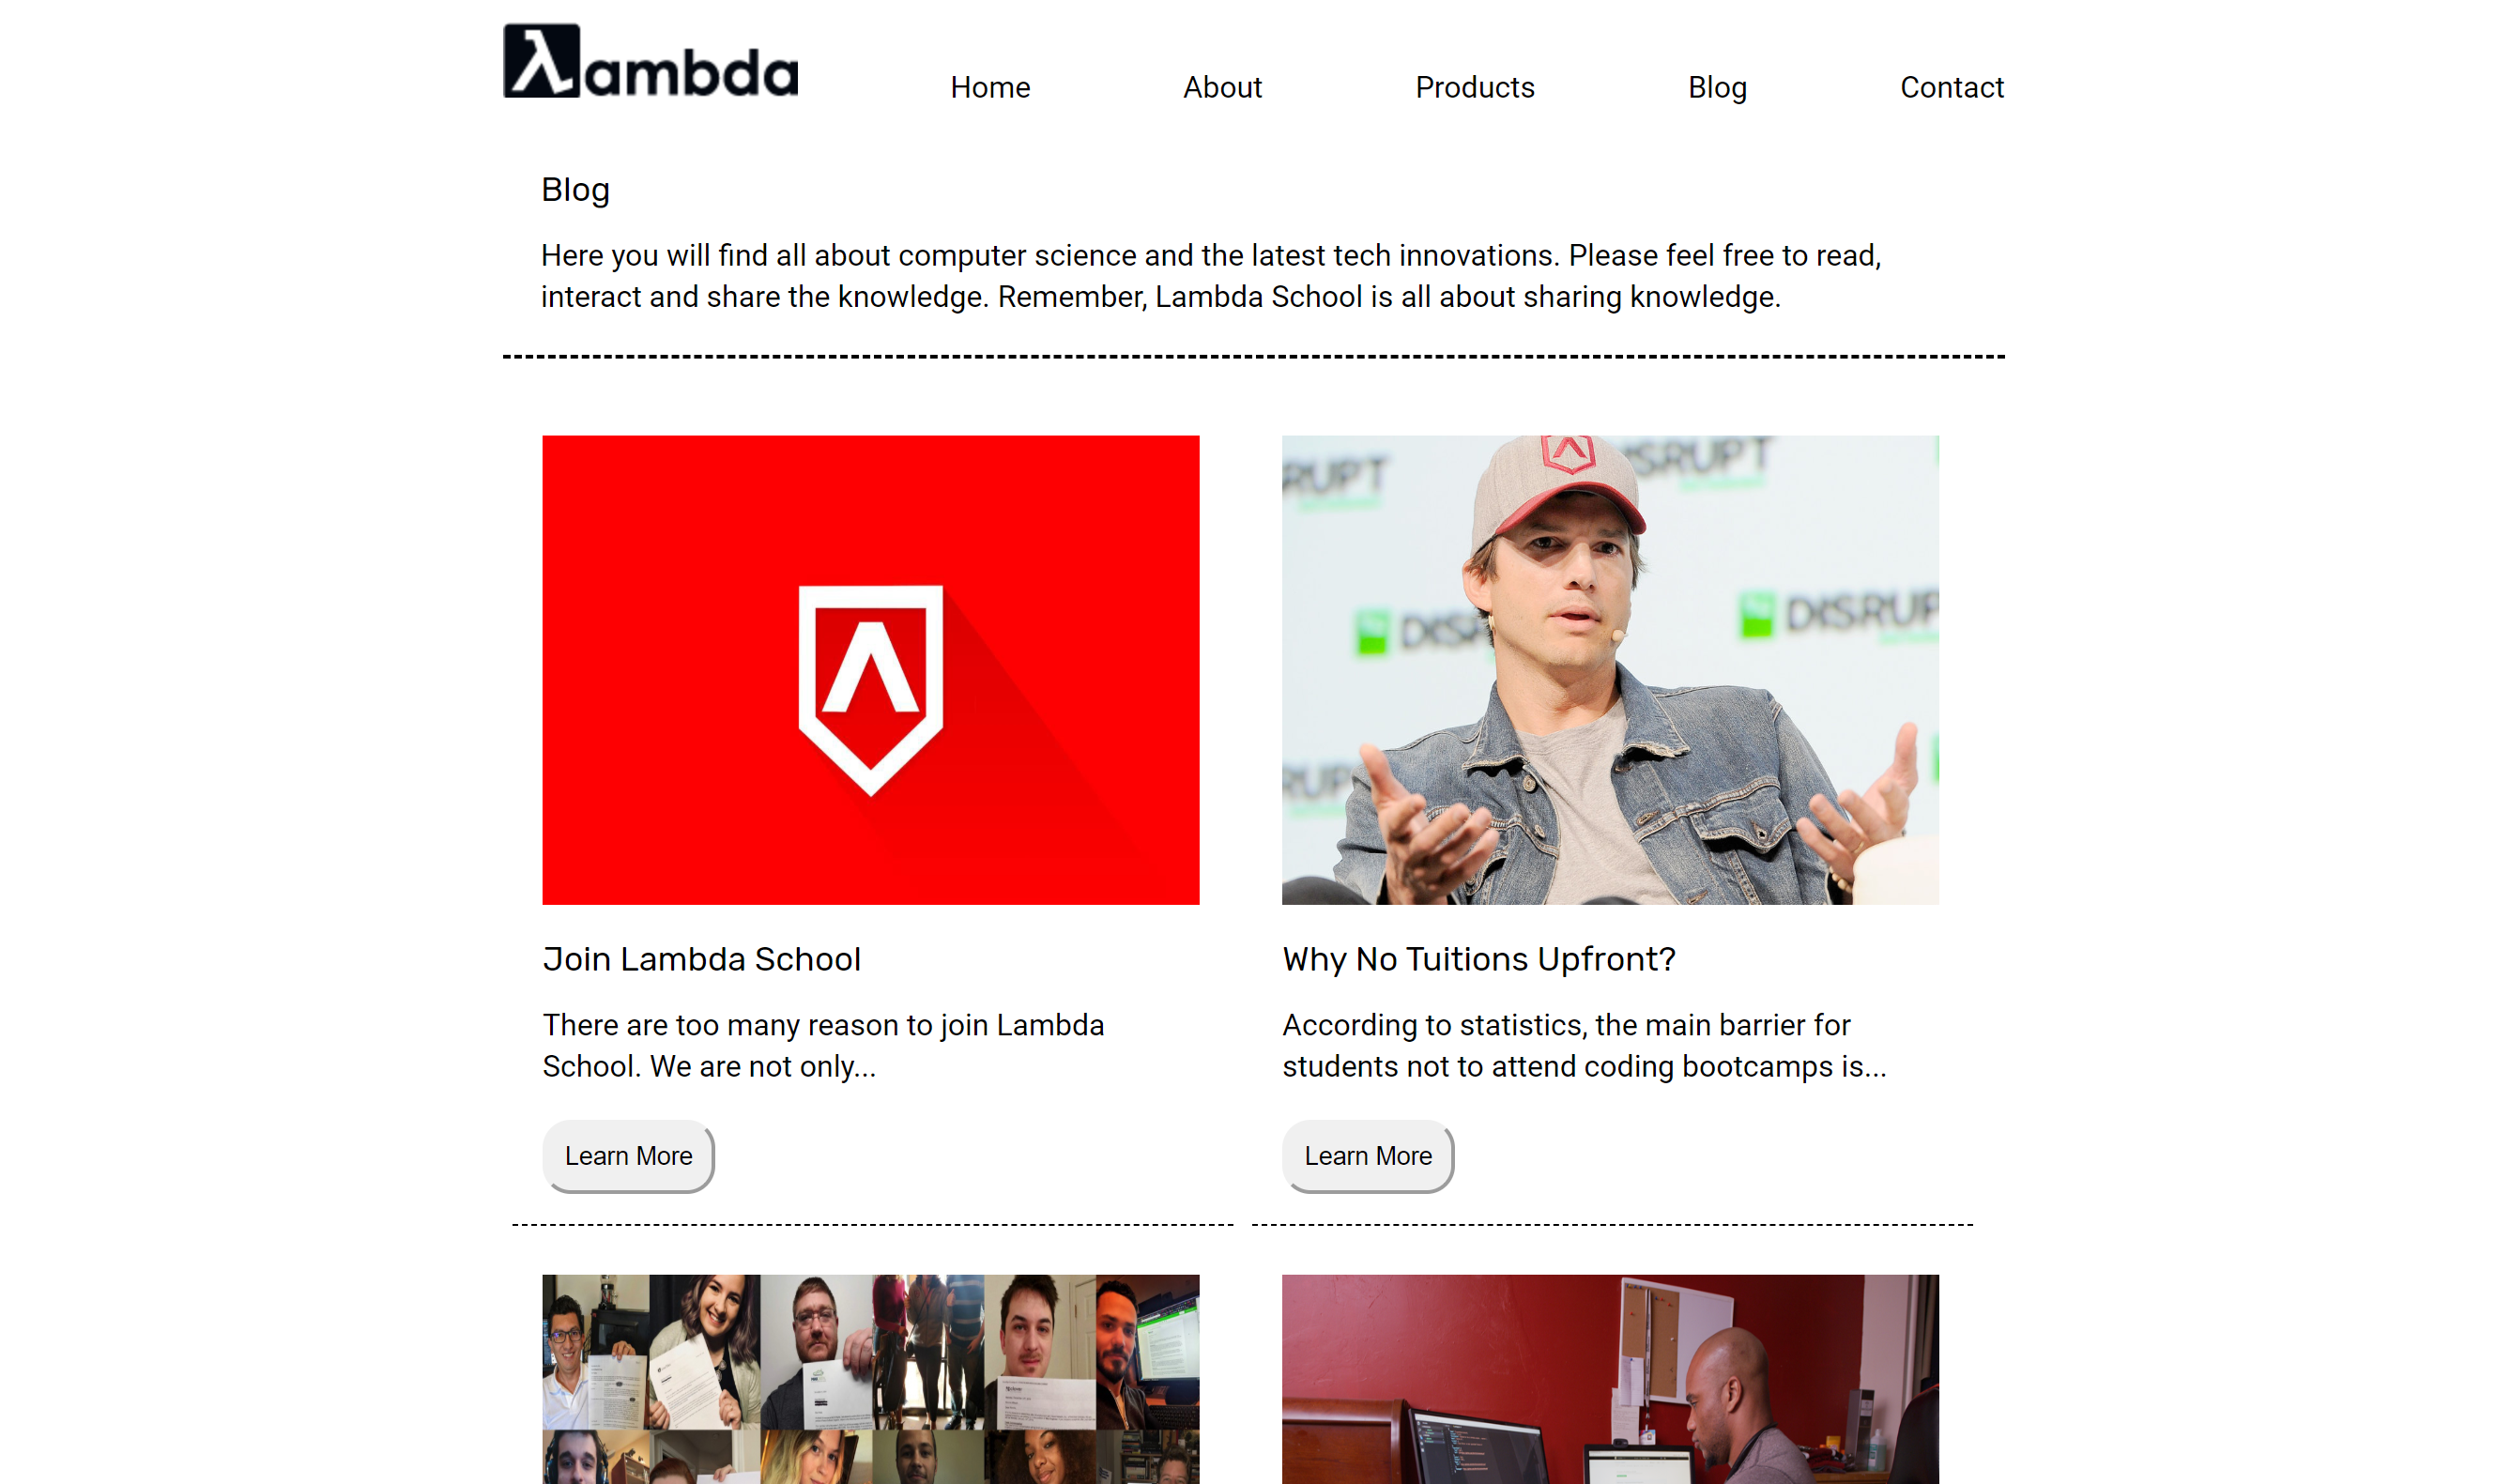 λambda
Home About Products Blog Contact
Blog
Here you will find all about computer science and the latest tech innovations. Please feel free to read,
interact and share the knowledge. Remember, Lambda School is all about sharing knowledge.
RUPT
ISRUPT
DISR
DISRUP
RUP
Join Lambda School
There are too many reason to join Lambda
School. We are not only...
Learn More
Why No Tuitions Upfront?
According to statistics, the main barrier for
students not to attend coding bootcamps is...
Learn More